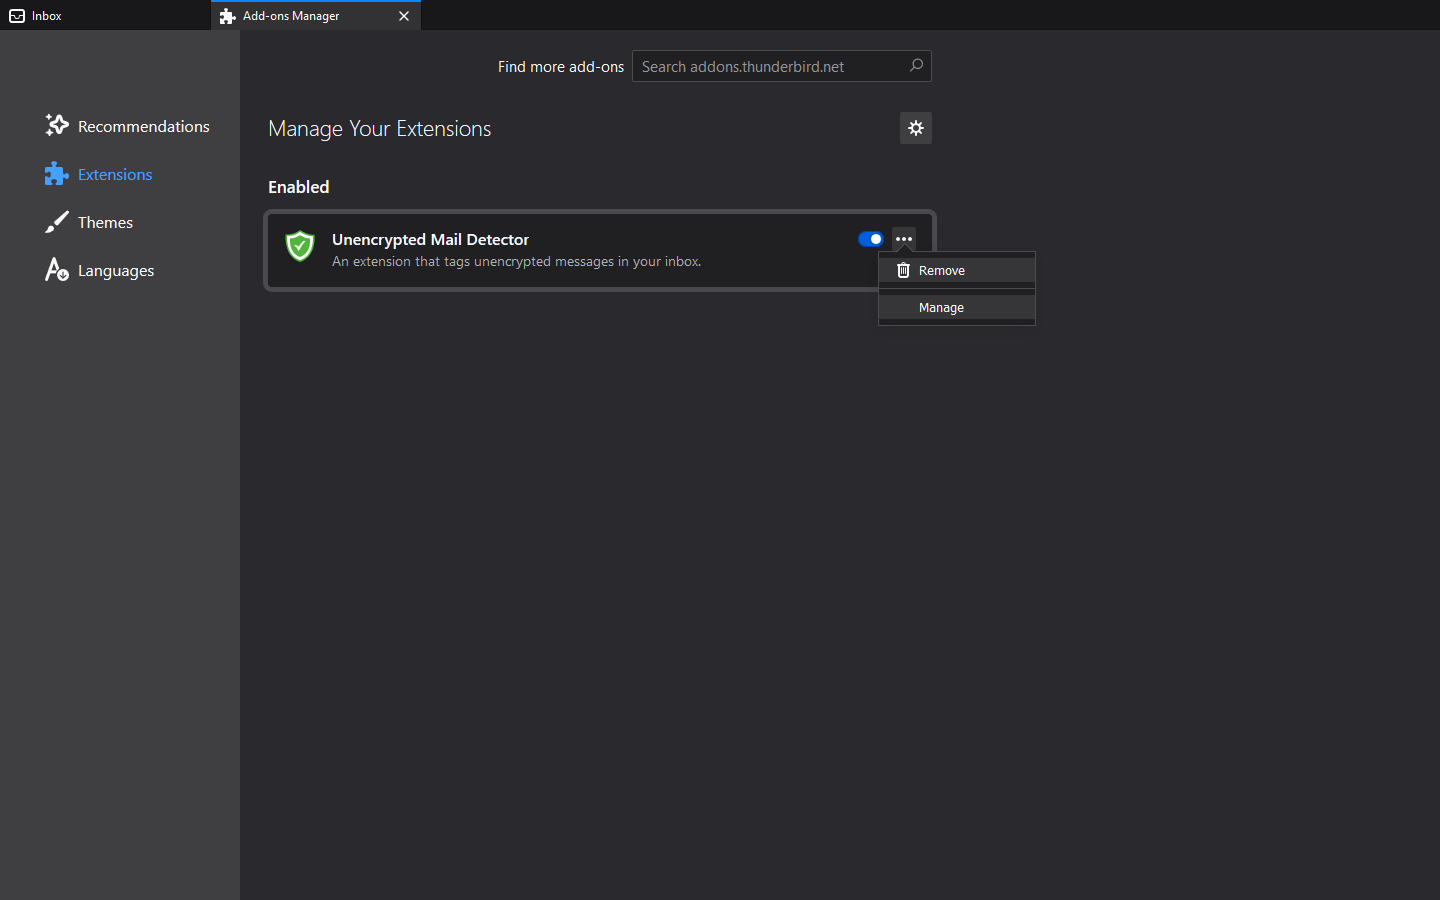 Inbox
Add-ons Manager
Find more add-ons
Search addons.thunderbird.net
Recommendations
Extensions
Themes
Languages
Manage Your Extensions
Enabled
Unencrypted Mail Detector
An extension that tags unencrypted messages in your inbox.
Remove
Manage